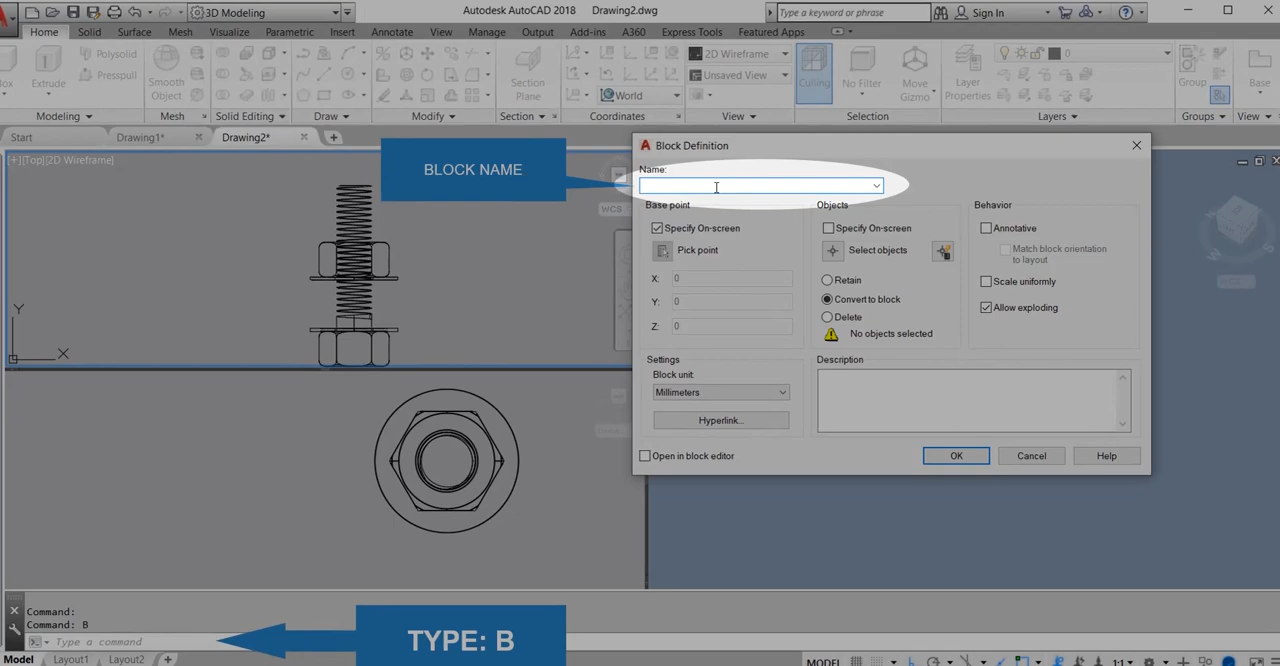 3D Modeling
Autodesk AutoCAD 2018 Drawing2.dwg
Type a keyword or phrase
Sign In
Home Solid Surface Mesh Visualize Parametric Insert Annotate View Manage Output Add-ins A360 Express Tools Featured Apps
Extrude
Polysolid
Presspull
Smooth
Object
Section
Plane
2D Wireframe
Unsaved View
World
Culling
No Filter
Move
Gizmo
Layer
Properties
0
Group
Base
Modeling Mesh Solid Editing Draw Modify Section Coordinates View Selection Layers Groups View
Start Drawing1* Drawing2*
[+][Top][2D Wireframe]
WCS
Y
X
BLOCK NAME
Block Definition
Name:
Base point
Specify On-screen
Pick point
X: 0
Y: 0
Z: 0
Objects
Specify On-screen
Select objects
Retain
Convert to block
Delete
No objects selected
Behavior
Annotative
Match block orientation
to layout
Scale uniformly
Allow exploding
Settings
Block unit:
Millimeters
Hyperlink...
Description
Open in block editor
OK Cancel Help
W
S
Command:
Command: B
Type a command
TYPE: B
Model Layout1 Layout2
MODEL
1:1